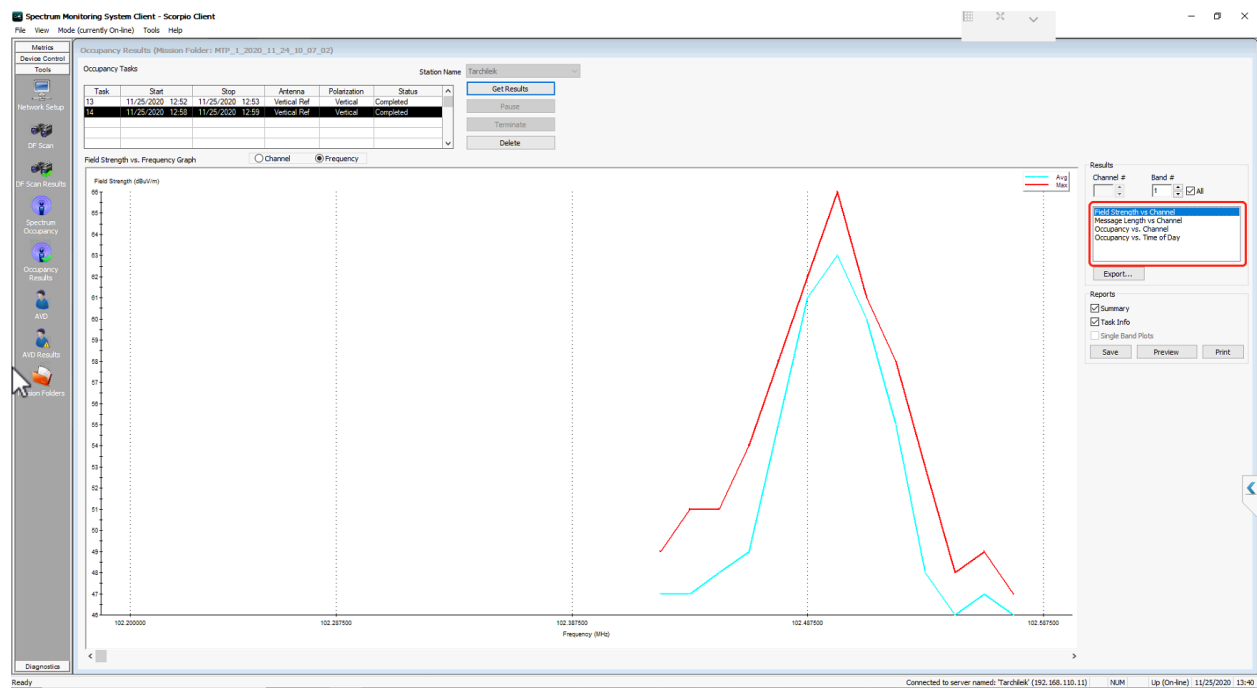 Spectrum Monitoring System Client - Scorpio Client
File View Mode (currently On-line) Tools Help
Metrics
Device Control
Tools
Network Setup
DF Scan
DF Scan Results
Spectrum
Occupancy
Occupancy
Results
AVD
AVD Results
Mission Folders
Diagnostics
Occupancy Results (Mission Folder: MTP_1_2020_11_24_10_07_02)
Occupancy Tasks
Station Name Tarchileik
Task Start Stop Antenna Polarization Status
13 11/25/2020 12:52 11/25/2020 12:53 Vertical Ref Vertical Completed
14 11/25/2020 12:58 11/25/2020 12:59 Vertical Ref Vertical Completed
Get Results
Pause
Terminate
Delete
Field Strength vs. Frequency Graph Channel Frequency
Field Strength (dBuV/m)
Avg
Max
66
65
64
63
62
61
60
59
58
57
56
55
54
53
52
51
50
49
48
47
46
102.200000 102.287500 102.387500 102.487500 102.587500
Frequency (MHz)
Results
Channel # Band #
1 All
Field Strength vs Channel
Message Length vs Channel
Occupancy vs. Channel
Occupancy vs. Time of Day
Export...
Reports
Summary
Task Info
Single Band Plots
Save Preview Print
Ready Connected to server named: 'Tarchileik' (192.168.110.11) NUM Up (On-line) 11/25/2020 13:40